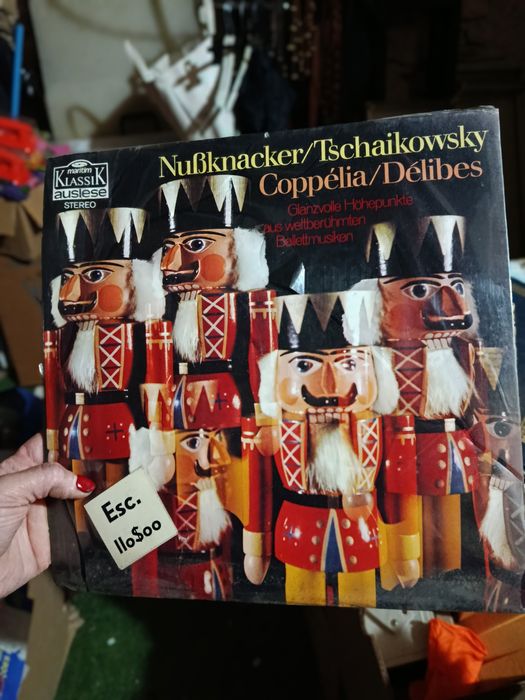 maritim
KLASSIK
auslese
STEREO
Nußknacker/Tschaikowsky
Coppélia/Délibes
Glanzvolle Höhepunkte
aus weltberühmten
Ballettmusiken
Esc.
110$00